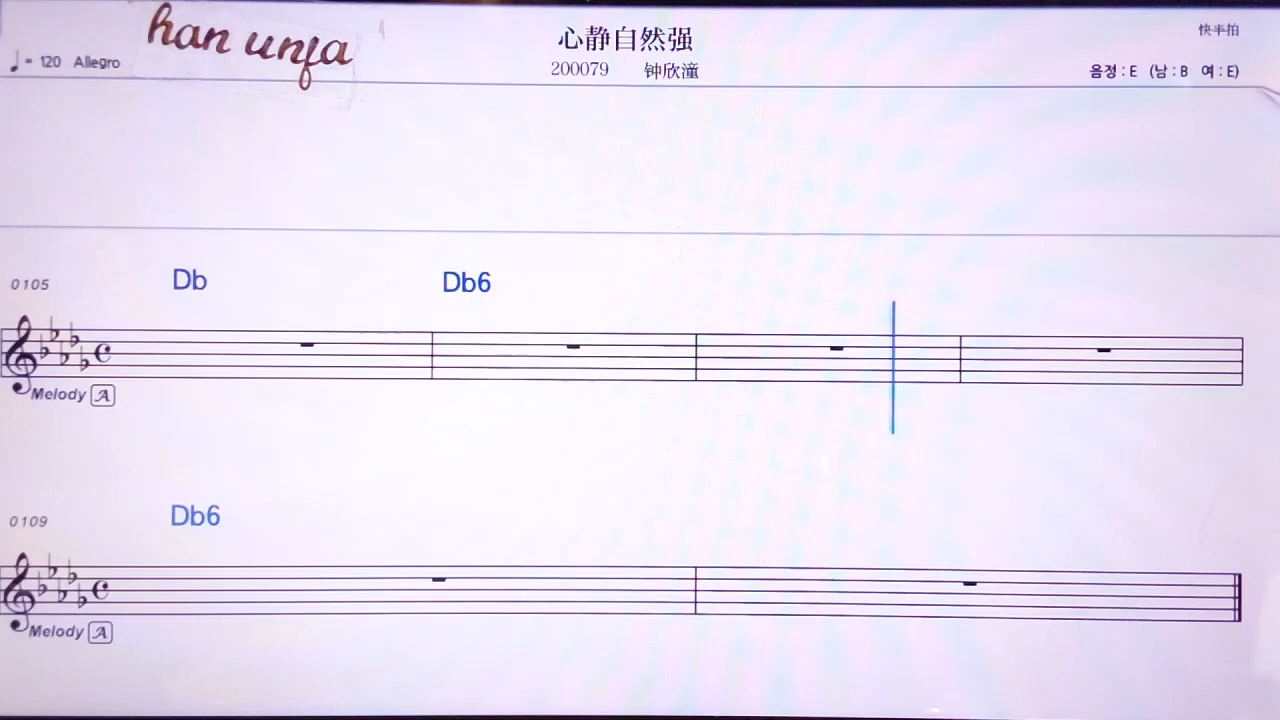 han unfa
心静自然强
快半拍
♩ = 120 Allegro
200079 钟欣潼
음정 : E (남 : B 여 : E)
0105
Db Db6
Melody A
0109
Db6
Melody A